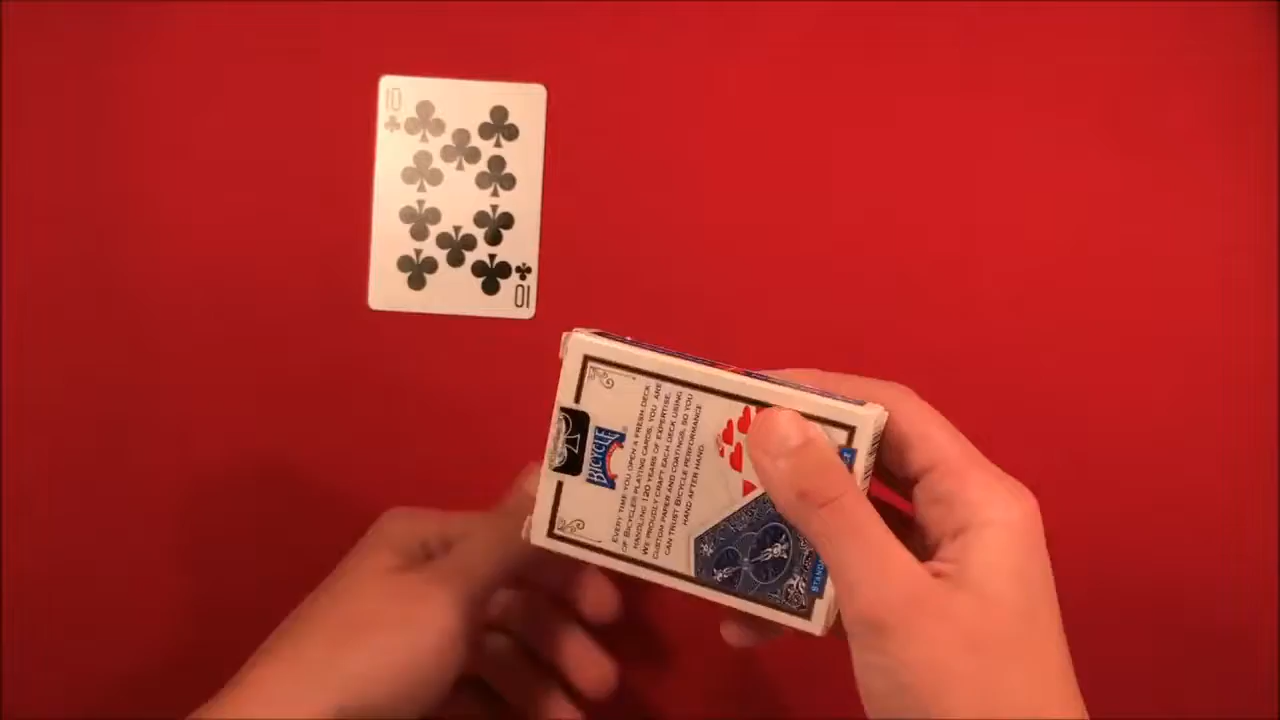 10
10
BICYCLE
EVERY TIME YOU OPEN A FRESH DECK
OF BICYCLE® PLAYING CARDS, YOU ARE
HANDLING 120 YEARS OF EXPERTISE.
WE PROUDLY CRAFT EACH DECK USING
CUSTOM PAPER AND COATINGS, SO YOU
CAN TRUST BICYCLE PERFORMANCE
HAND AFTER HAND.